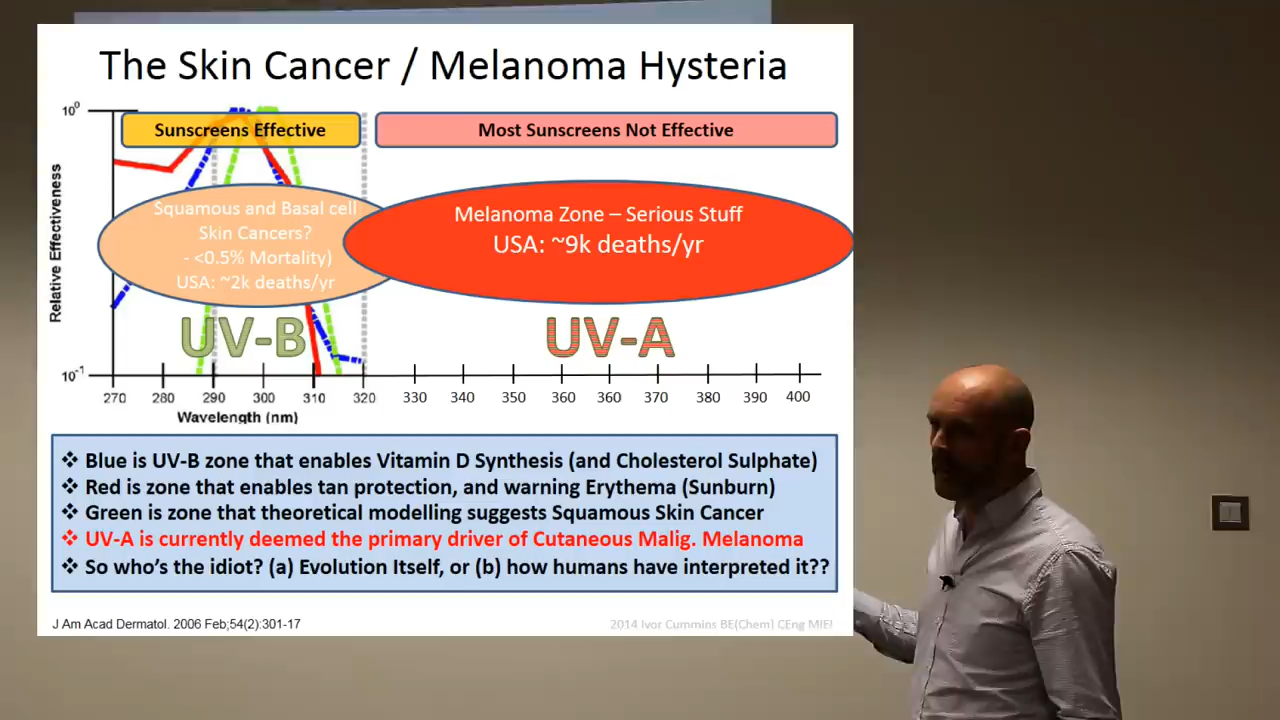 The Skin Cancer / Melanoma Hysteria
10⁰
Sunscreens Effective
Most Sunscreens Not Effective
Relative Effectiveness
Squamous and Basal cell
Skin Cancers?
- <0.5% Mortality)
USA: ~2k deaths/yr
Melanoma Zone – Serious Stuff
USA: ~9k deaths/yr
UV-B
UV-A
10⁻¹
270 280 290 300 310 320 330 340 350 360 370 380 390 400
Wavelength (nm)
❖ Blue is UV-B zone that enables Vitamin D Synthesis (and Cholesterol Sulphate)
❖ Red is zone that enables tan protection, and warning Erythema (Sunburn)
❖ Green is zone that theoretical modelling suggests Squamous Skin Cancer
❖ UV-A is currently deemed the primary driver of Cutaneous Malig. Melanoma
❖ So who's the idiot? (a) Evolution Itself, or (b) how humans have interpreted it??
J Am Acad Dermatol. 2006 Feb;54(2):301-17
2014 Ivor Cummins BE(Chem) CEng MIEI